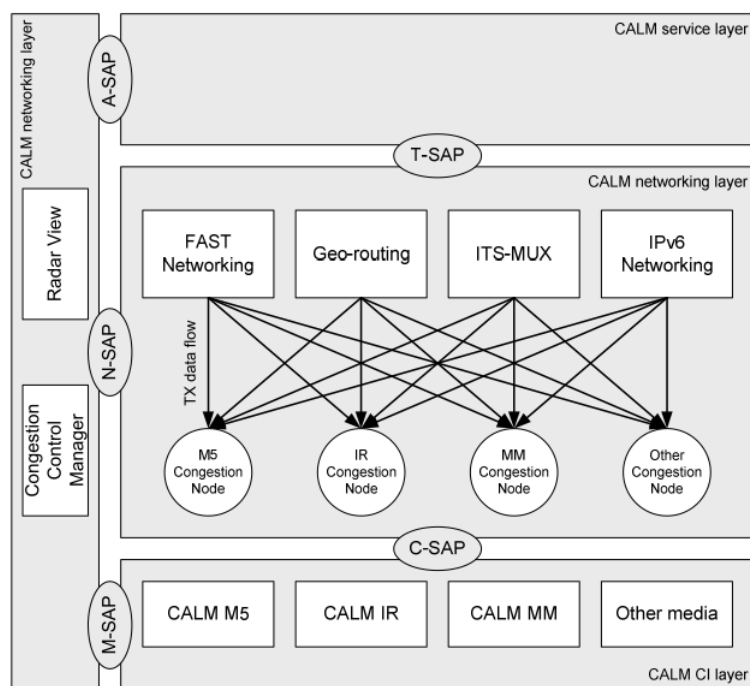 CALM networking layer
A-SAP
CALM service layer
T-SAP
CALM networking layer
Radar View
N-SAP
Congestion
Control
Manager
FAST
Networking
Geo-routing
ITS-MUX
IPv6
Networking
TX data flow
M5
Congestion
Node
IR
Congestion
Node
MM
Congestion
Node
Other
Congestion
Node
C-SAP
M-SAP
CALM M5
CALM IR
CALM MM
Other media
CALM CI layer